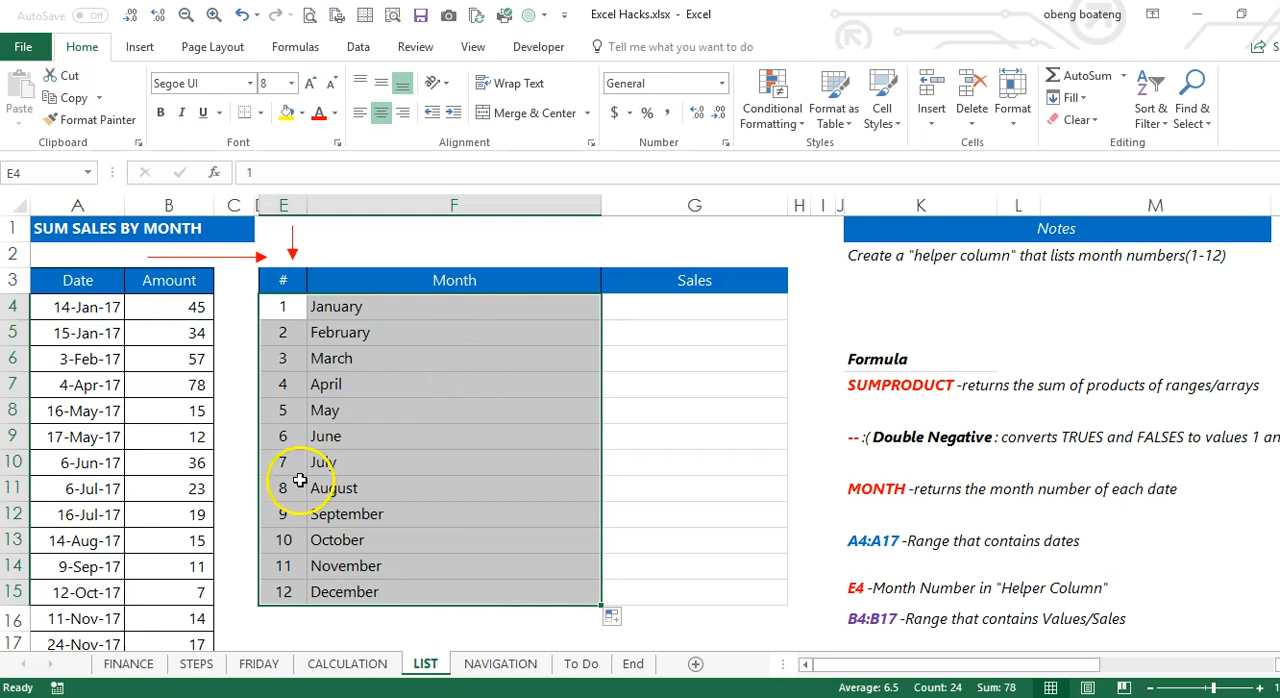 AutoSave Off
Excel Hacks.xlsx - Excel
obeng boateng
File Home Insert Page Layout Formulas Data Review View Developer Tell me what you want to do S
Paste Cut Copy Format Painter Clipboard
Segoe UI 8 B I U A Font
Wrap Text Merge & Center Alignment
General $ % Number
Conditional Formatting Format as Table Cell Styles Styles
Insert Delete Format Cells
AutoSum Fill Clear Sort & Filter Find & Select Editing
E4 fx 1
A B C D E F G H I J K L M
1 SUM SALES BY MONTH Notes
2 Create a "helper column" that lists month numbers(1-12)
3 Date Amount # Month Sales
4 14-Jan-17 45 1 January
5 15-Jan-17 34 2 February
6 3-Feb-17 57 3 March Formula
7 4-Apr-17 78 4 April SUMPRODUCT -returns the sum of products of ranges/arrays
8 16-May-17 15 5 May
9 17-May-17 12 6 June -- :( Double Negative : converts TRUES and FALSES to values 1 an
10 6-Jun-17 36 7 July
11 6-Jul-17 23 8 August MONTH -returns the month number of each date
12 16-Jul-17 19 9 September
13 14-Aug-17 15 10 October A4:A17 -Range that contains dates
14 9-Sep-17 11 11 November
15 12-Oct-17 7 12 December E4 -Month Number in "Helper Column"
16 11-Nov-17 14 B4:B17 -Range that contains Values/Sales
17 24-Nov-17 17
FINANCE STEPS FRIDAY CALCULATION LIST NAVIGATION To Do End
Ready Average: 6.5 Count: 24 Sum: 78 1